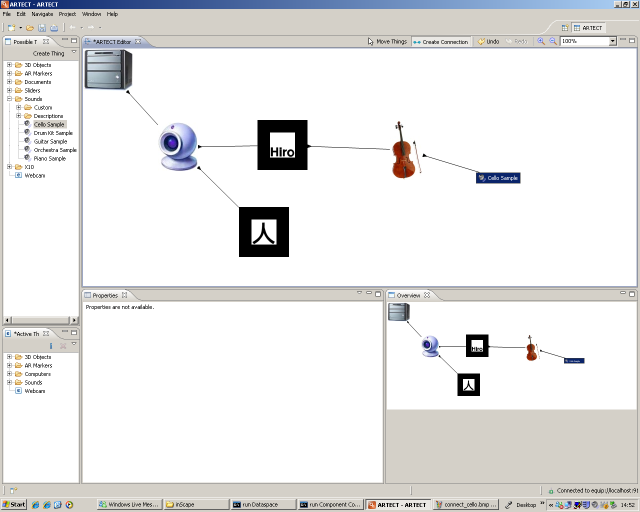 ARTECT - ARTECT
File Edit Navigate Project Window Help
ARTECT
Possible T
*ARTECT Editor
Move Things
Create Connection
Undo
Redo
100%
Create Thing
3D Objects
AR Markers
Documents
Sliders
Sounds
Custom
Descriptions
Cello Sample
Drum Kit Sample
Guitar Sample
Orchestra Sample
Piano Sample
X10
Webcam
Hiro
人
Cello Sample
*Active Th
3D Objects
AR Markers
Computers
Sounds
Webcam
Properties
Properties are not available.
Overview
Hiro
人
Connected to equip://localhost:91
Start
Windows Live Mes...
inScape
run Dataspace
run Component Co...
ARTECT - ARTECT
connect_cello.bmp ...
Desktop
14:52